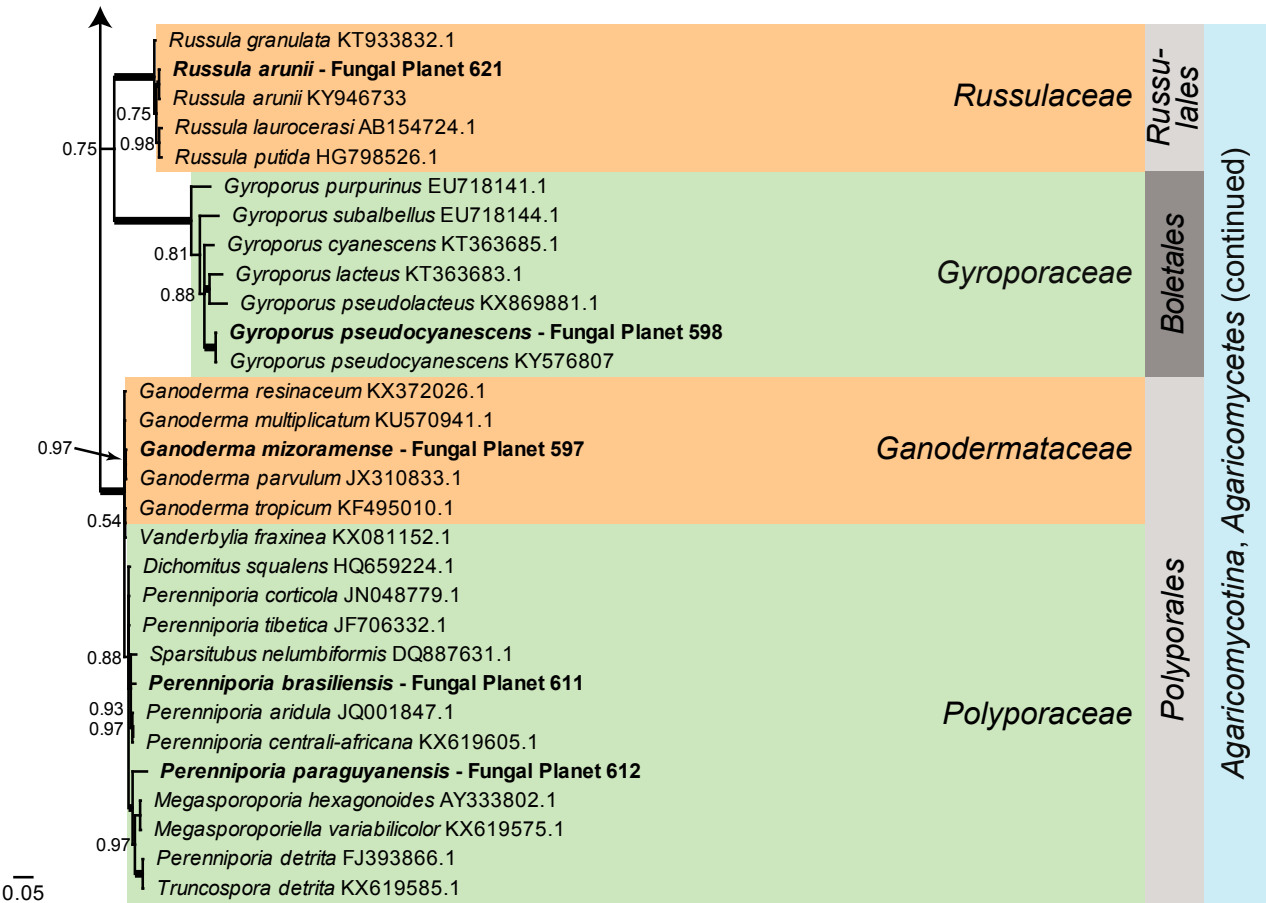 Russula granulata KT933832.1
Russula arunii - Fungal Planet 621
Russula arunii KY946733
0.75
Russula laurocerasi AB154724.1
0.98
Russula putida HG798526.1
0.75
Russulaceae
Russu-
lales
Gyroporus purpurinus EU718141.1
Gyroporus subalbellus EU718144.1
Gyroporus cyanescens KT363685.1
0.81
Gyroporus lacteus KT363683.1
0.88
Gyroporus pseudolacteus KX869881.1
Gyroporus pseudocyanescens - Fungal Planet 598
Gyroporus pseudocyanescens KY576807
Gyroporaceae
Boletales
Ganoderma resinaceum KX372026.1
Ganoderma multiplicatum KU570941.1
0.97
Ganoderma mizoramense - Fungal Planet 597
Ganoderma parvulum JX310833.1
Ganoderma tropicum KF495010.1
Ganodermataceae
0.54
Vanderbylia fraxinea KX081152.1
Dichomitus squalens HQ659224.1
Perenniporia corticola JN048779.1
Perenniporia tibetica JF706332.1
0.88
Sparsitubus nelumbiformis DQ887631.1
Perenniporia brasiliensis - Fungal Planet 611
0.93
Perenniporia aridula JQ001847.1
0.97
Perenniporia centrali-africana KX619605.1
Perenniporia paraguyanensis - Fungal Planet 612
Megasporoporia hexagonoides AY333802.1
Megasporoporiella variabilicolor KX619575.1
0.97
Perenniporia detrita FJ393866.1
Truncospora detrita KX619585.1
Polyporaceae
Polyporales
Agaricomycotina, Agaricomycetes (continued)
0.05